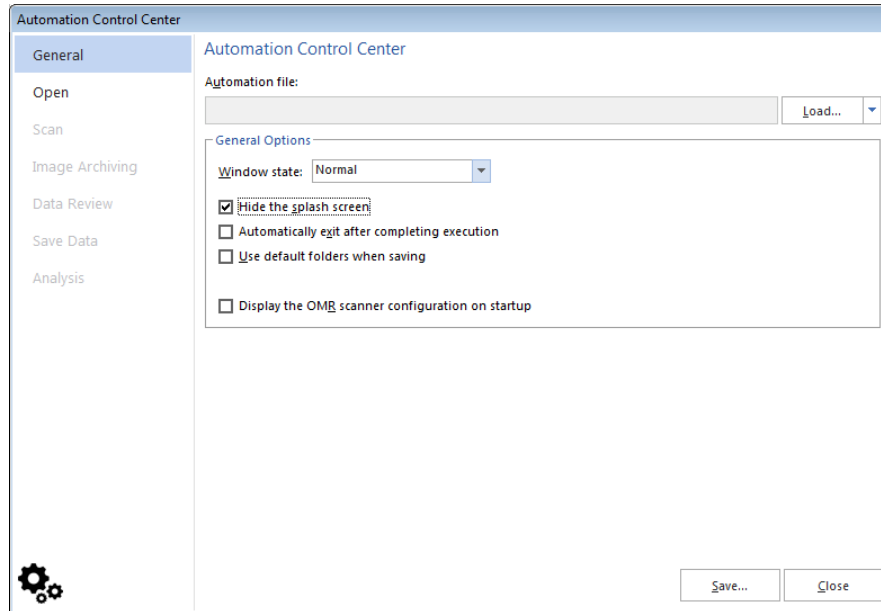 Automation Control Center
General
Open
Scan
Image Archiving
Data Review
Save Data
Analysis
Automation Control Center
Automation file:
Load...
General Options
Window state: Normal
Hide the splash screen
Automatically exit after completing execution
Use default folders when saving
Display the OMR scanner configuration on startup
Save... Close